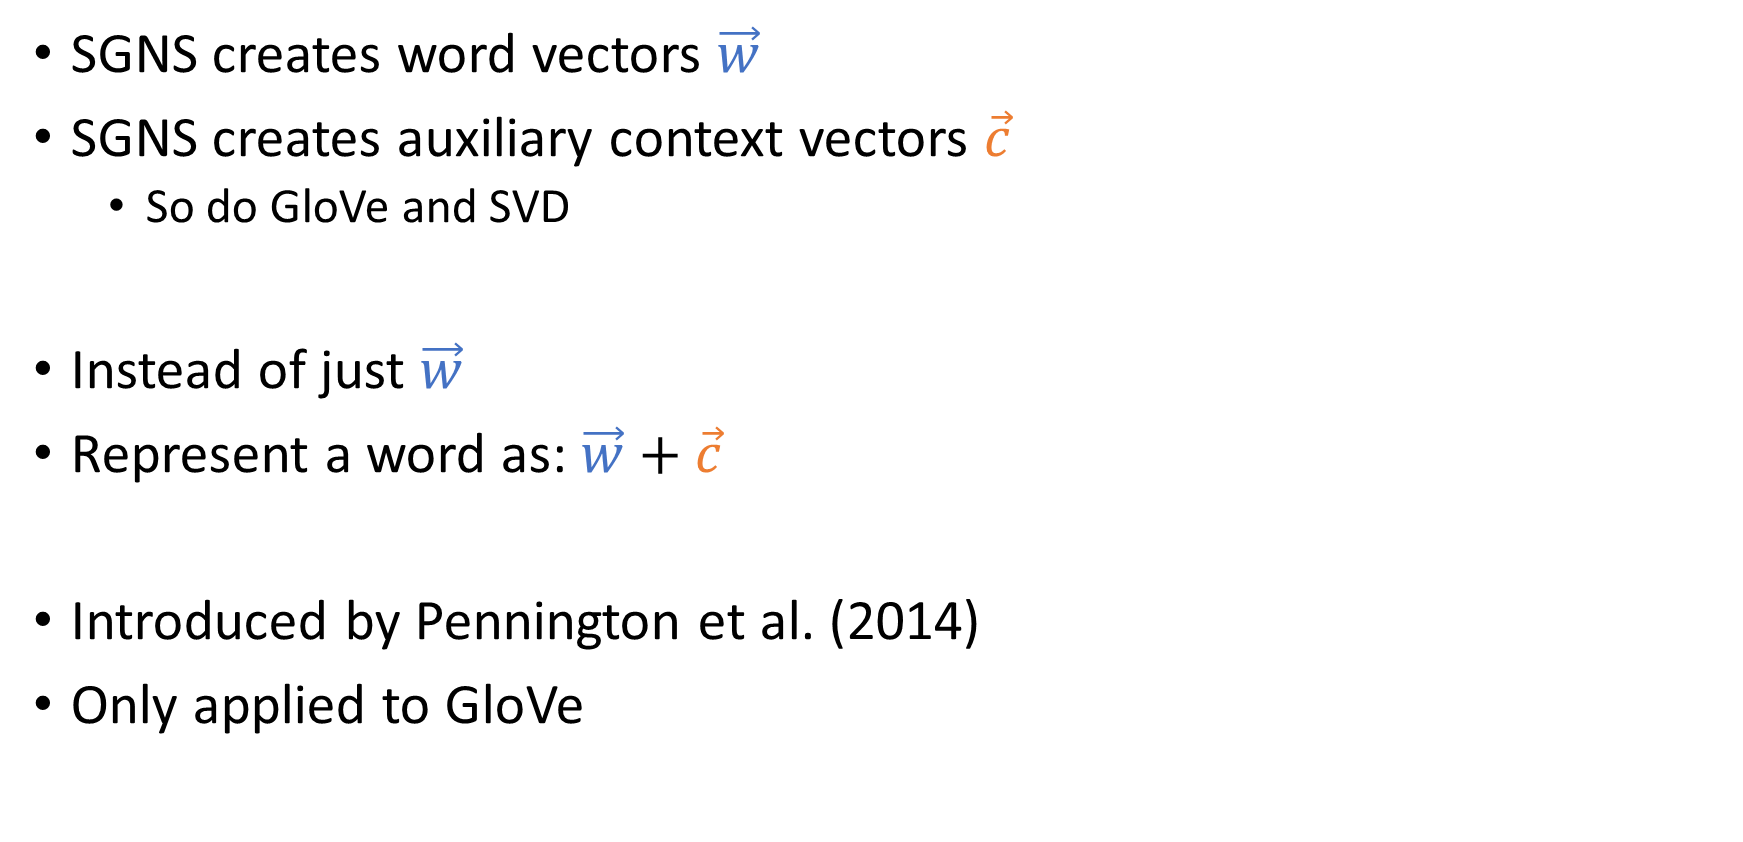 • SGNS creates word vectors w⃗
• SGNS creates auxiliary context vectors c⃗
• So do GloVe and SVD
• Instead of just w⃗
• Represent a word as: w⃗ + c⃗
• Introduced by Pennington et al. (2014)
• Only applied to GloVe